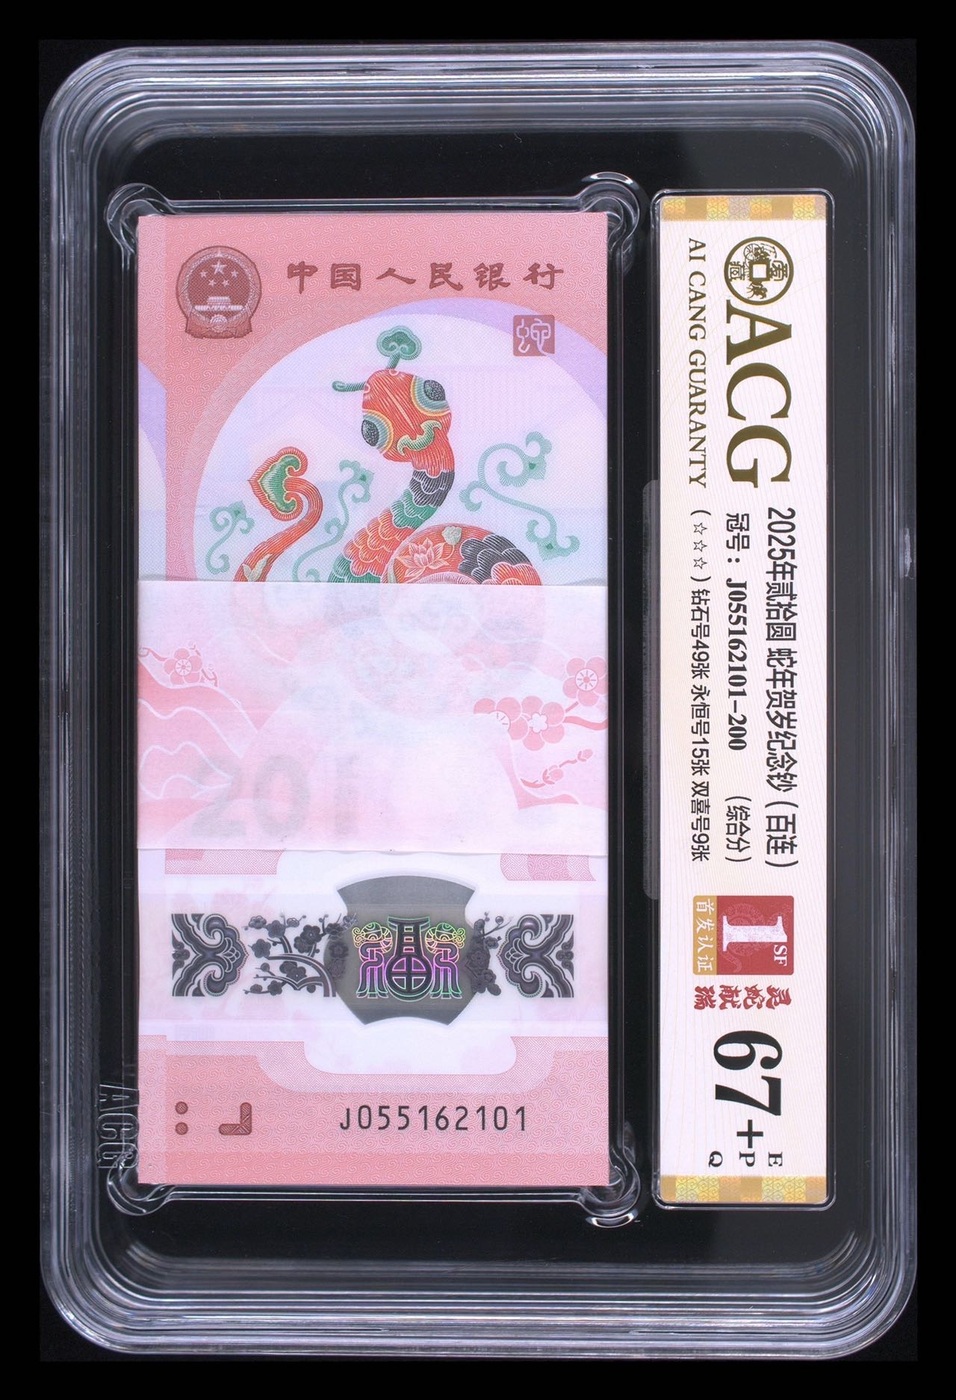 中国人民银行
蛇
201
J055162101
ACG
爱藏
ACG
AI CANG GUARANTY
2025年贰拾圆 蛇年贺岁纪念钞（百连）
冠号：J055162101-200 （综合分）
（☆☆☆）钻石号49张 永恒号15张 双喜号9张
1SF
首发认证
灵蛇献瑞
67+
E
P
Q